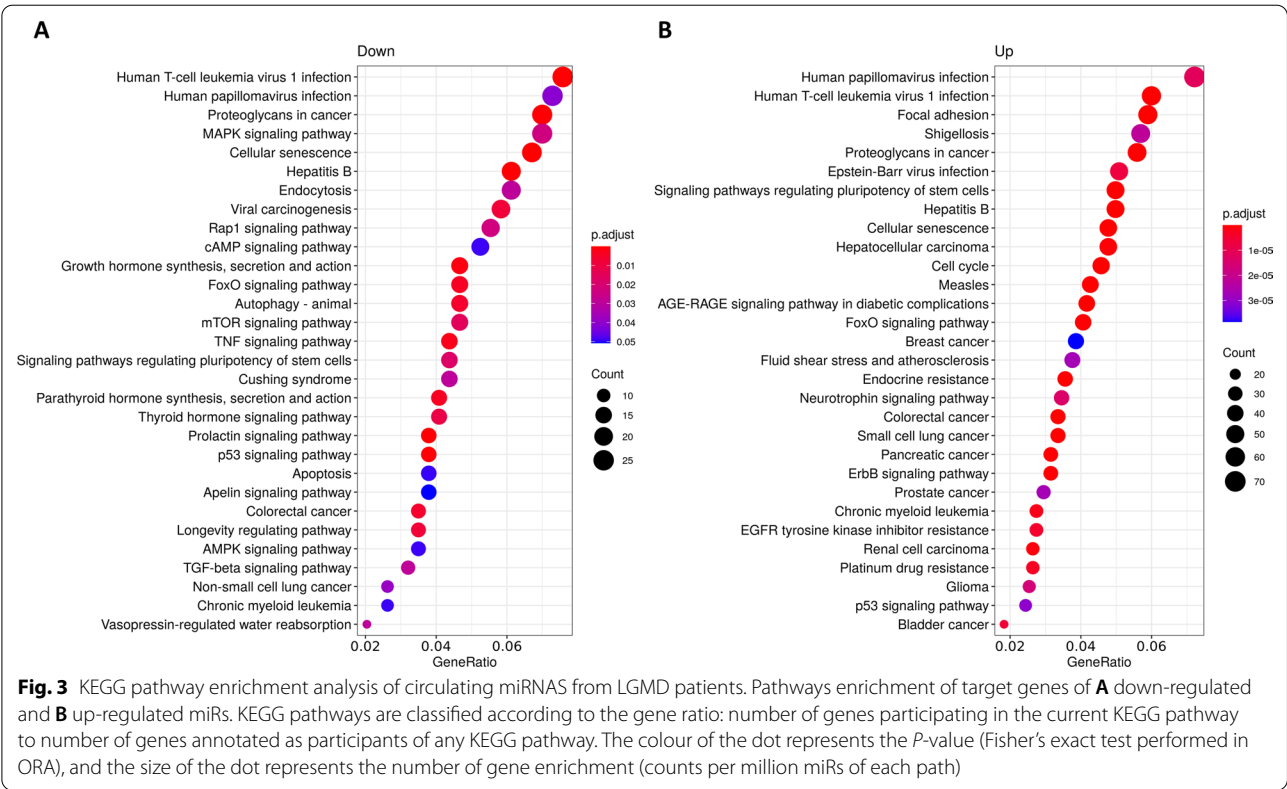 A
Down
Human T-cell leukemia virus 1 infection
Human papillomavirus infection
Proteoglycans in cancer
MAPK signaling pathway
Cellular senescence
Hepatitis B
Endocytosis
Viral carcinogenesis
Rap1 signaling pathway
cAMP signaling pathway
Growth hormone synthesis, secretion and action
FoxO signaling pathway
Autophagy - animal
mTOR signaling pathway
TNF signaling pathway
Signaling pathways regulating pluripotency of stem cells
Cushing syndrome
Parathyroid hormone synthesis, secretion and action
Thyroid hormone signaling pathway
Prolactin signaling pathway
p53 signaling pathway
Apoptosis
Apelin signaling pathway
Colorectal cancer
Longevity regulating pathway
AMPK signaling pathway
TGF-beta signaling pathway
Non-small cell lung cancer
Chronic myeloid leukemia
Vasopressin-regulated water reabsorption
0.02 0.04 0.06
GeneRatio
p.adjust
0.01
0.02
0.03
0.04
0.05
Count
10
15
20
25
B
Up
Human papillomavirus infection
Human T-cell leukemia virus 1 infection
Focal adhesion
Shigellosis
Proteoglycans in cancer
Epstein-Barr virus infection
Signaling pathways regulating pluripotency of stem cells
Hepatitis B
Cellular senescence
Hepatocellular carcinoma
Cell cycle
Measles
AGE-RAGE signaling pathway in diabetic complications
FoxO signaling pathway
Breast cancer
Fluid shear stress and atherosclerosis
Endocrine resistance
Neurotrophin signaling pathway
Colorectal cancer
Small cell lung cancer
Pancreatic cancer
ErbB signaling pathway
Prostate cancer
Chronic myeloid leukemia
EGFR tyrosine kinase inhibitor resistance
Renal cell carcinoma
Platinum drug resistance
Glioma
p53 signaling pathway
Bladder cancer
0.02 0.04 0.06
GeneRatio
p.adjust
1e-05
2e-05
3e-05
Count
20
30
40
50
60
70
Fig. 3 KEGG pathway enrichment analysis of circulating miRNAS from LGMD patients. Pathways enrichment of target genes of A down-regulated
and B up-regulated miRs. KEGG pathways are classified according to the gene ratio: number of genes participating in the current KEGG pathway
to number of genes annotated as participants of any KEGG pathway. The colour of the dot represents the P-value (Fisher's exact test performed in
ORA), and the size of the dot represents the number of gene enrichment (counts per million miRs of each path)